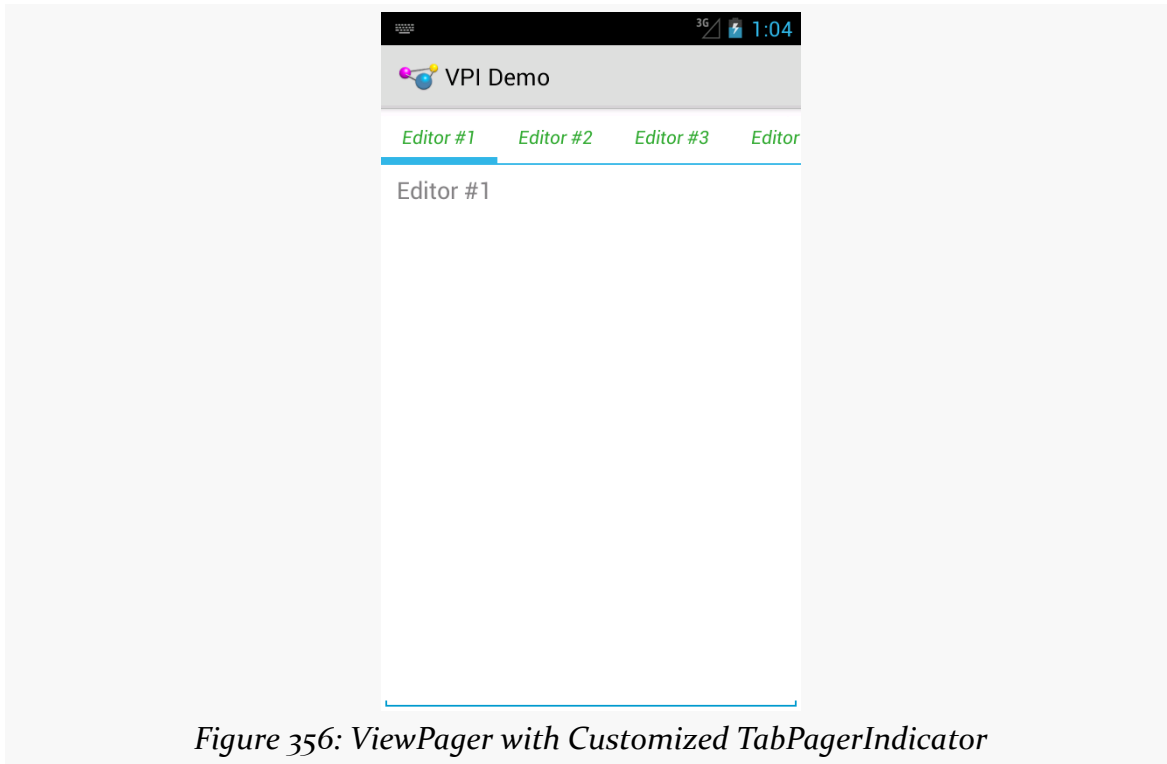 3G 1:04
VPI Demo
Editor #1 Editor #2 Editor #3 Editor
Editor #1
Figure 356: ViewPager with Customized TabPagerIndicator